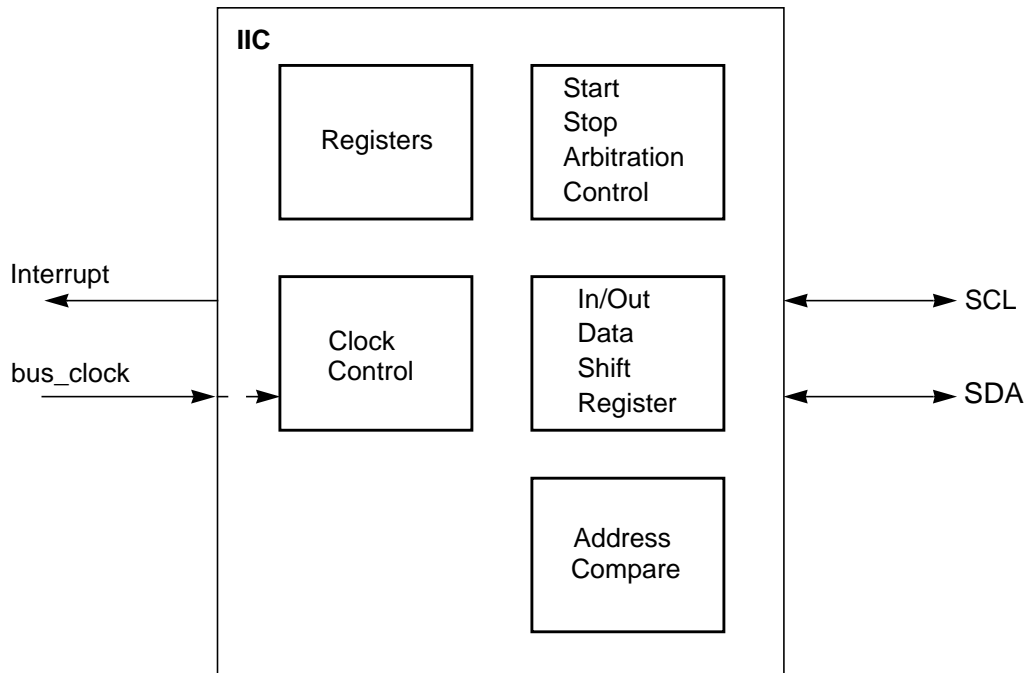 IIC
Registers
Start
Stop
Arbitration
Control
Interrupt
bus_clock
Clock
Control
In/Out
Data
Shift
Register
SCL
SDA
Address
Compare